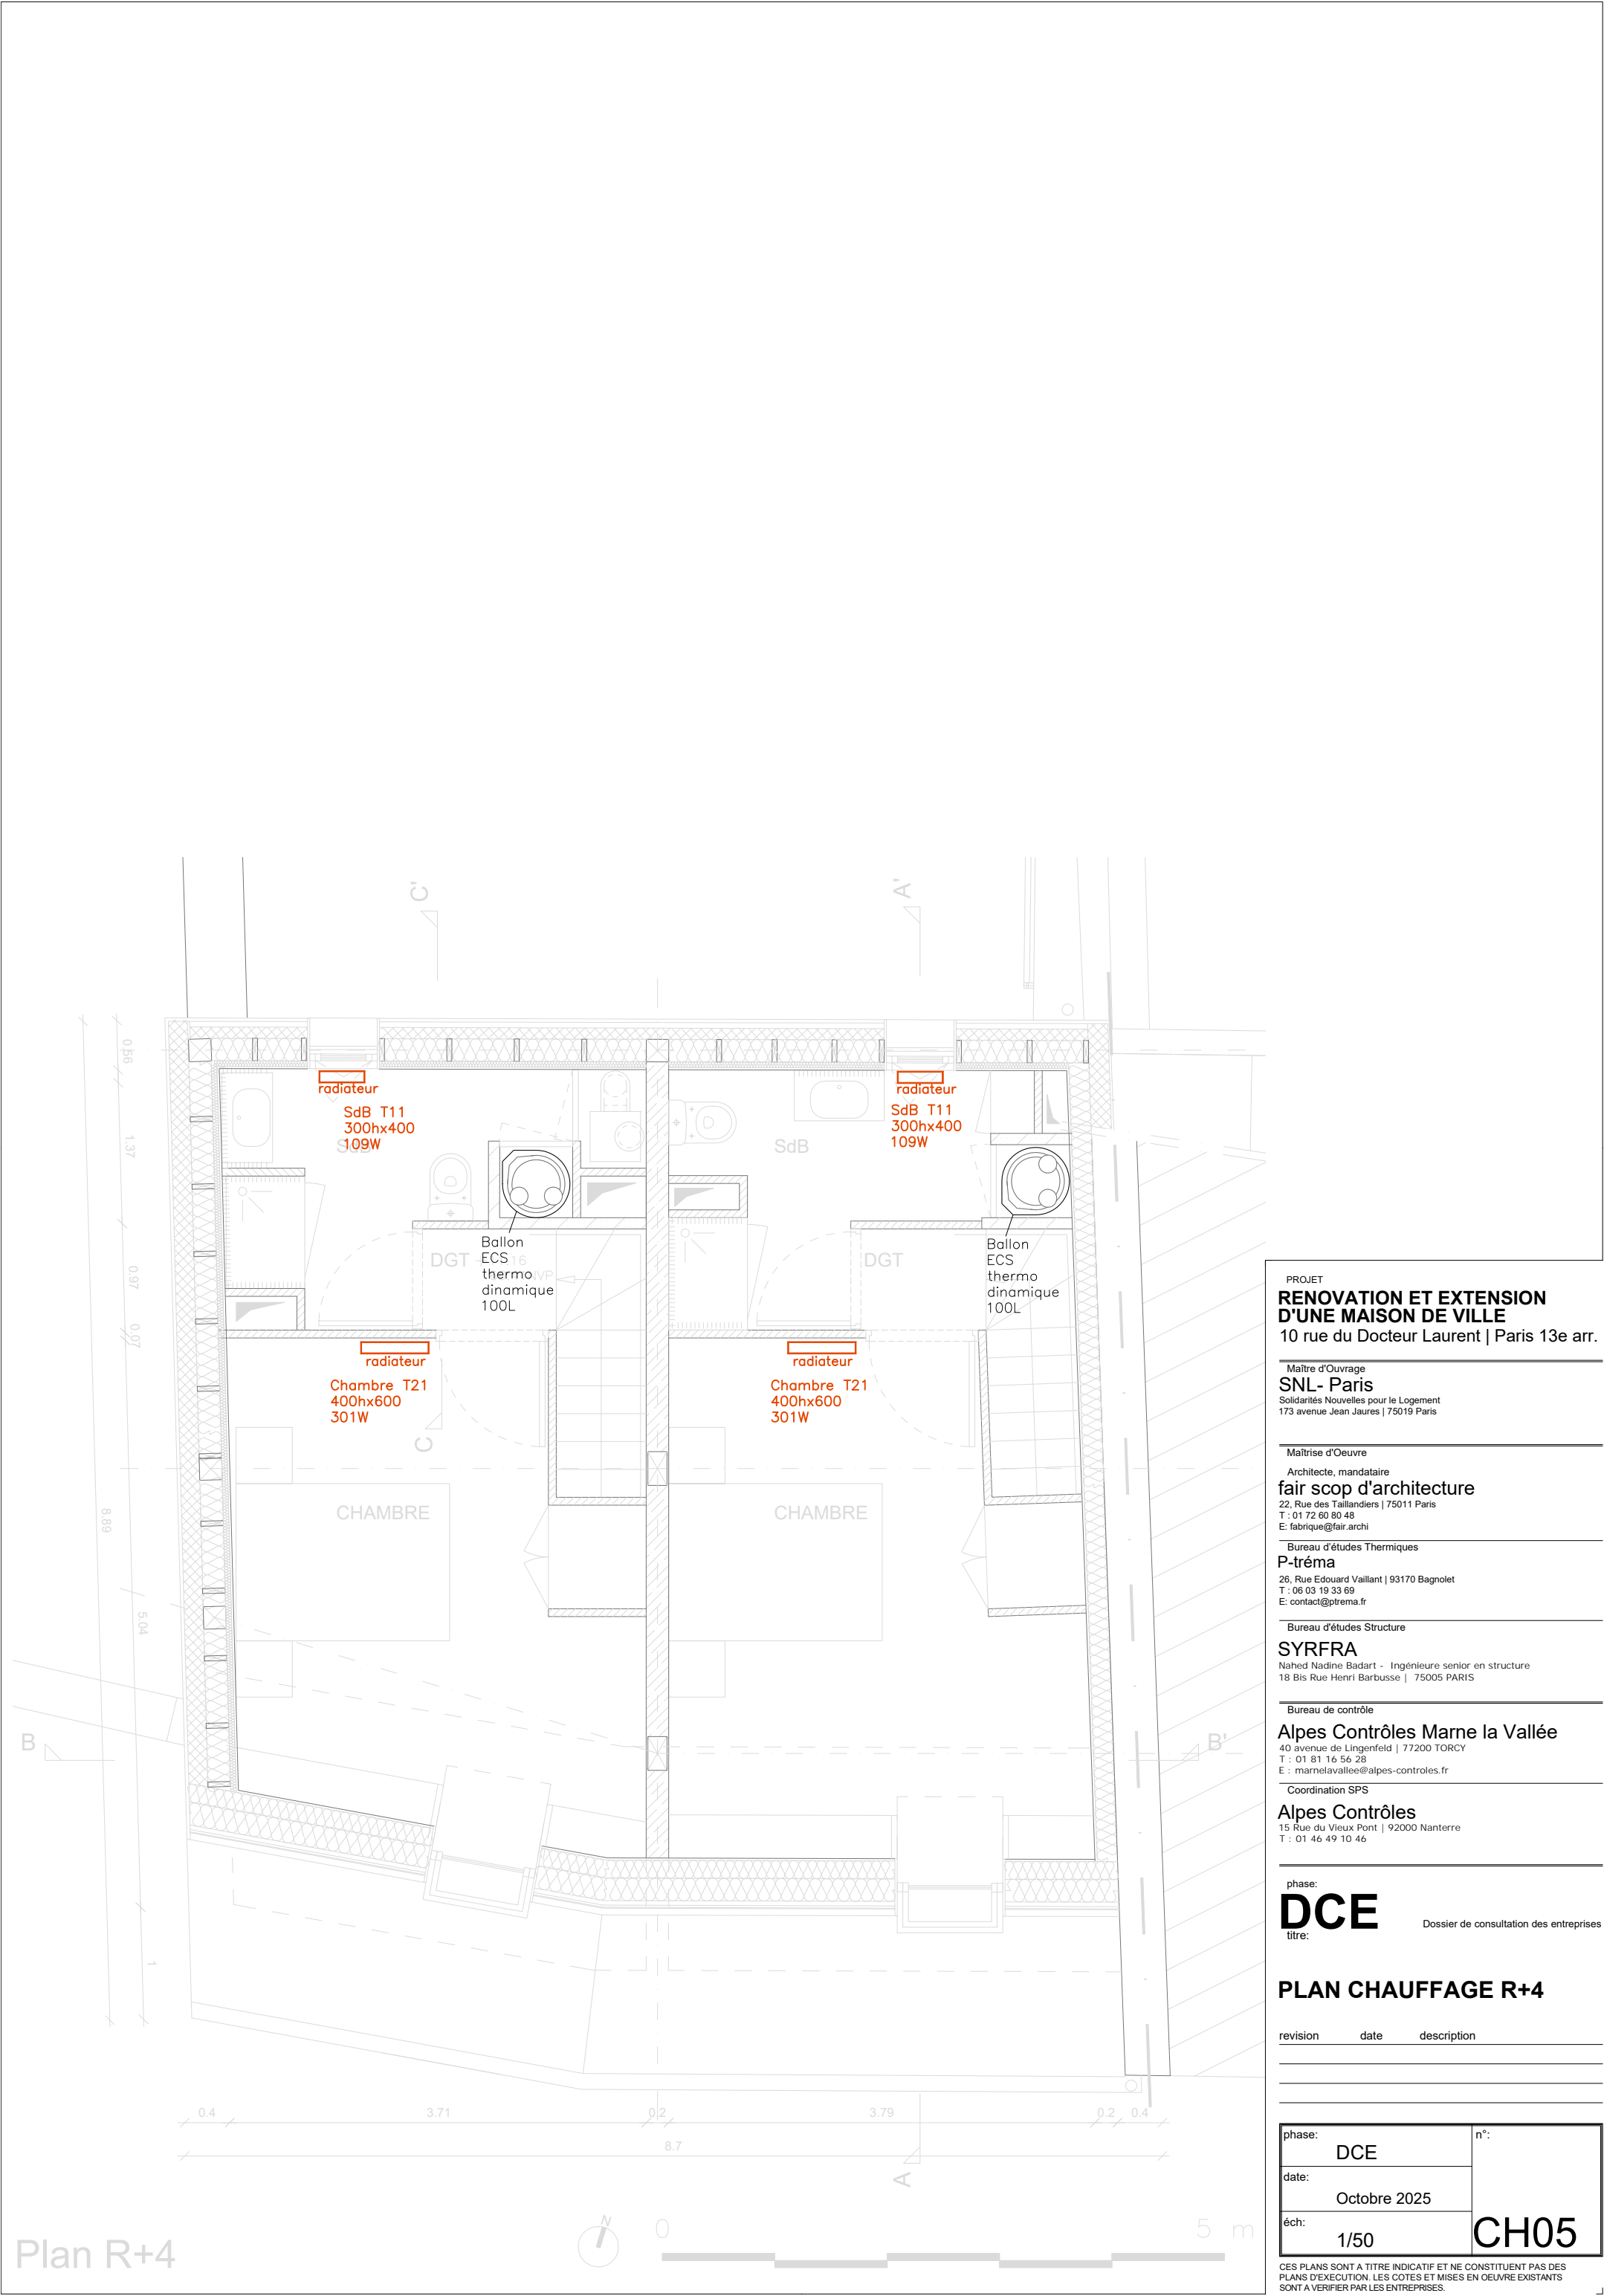 C'
A'
0.56
1.37
0.97
0.07
8.89
5.04
1
radiateur
SdB T11
300hx400
109W
SdB
radiateur
SdB T11
300hx400
109W
SdB
DGT
16
NVP
Ballon
ECS
thermo
dinamique
100L
DGT
Ballon
ECS
thermo
dinamique
100L
radiateur
Chambre T21
400hx600
301W
C
radiateur
Chambre T21
400hx600
301W
CHAMBRE
CHAMBRE
B
B'
0.4
3.71
0.2
3.79
0.2
0.4
8.7
A
N
0
5 m
Plan R+4
PROJET
RENOVATION ET EXTENSION
D'UNE MAISON DE VILLE
10 rue du Docteur Laurent | Paris 13e arr.
Maître d'Ouvrage
SNL- Paris
Solidarités Nouvelles pour le Logement
173 avenue Jean Jaures | 75019 Paris
Maîtrise d'Oeuvre
Architecte, mandataire
fair scop d'architecture
22, Rue des Taillandiers | 75011 Paris
T : 01 72 60 80 48
E: fabrique@fair.archi
Bureau d'études Thermiques
P-tréma
26, Rue Edouard Vaillant | 93170 Bagnolet
T : 06 03 19 33 69
E: contact@ptrema.fr
Bureau d'études Structure
SYRFRA
Nahed Nadine Badart - Ingénieure senior en structure
18 Bis Rue Henri Barbusse | 75005 PARIS
Bureau de contrôle
Alpes Contrôles Marne la Vallée
40 avenue de Lingenfeld | 77200 TORCY
T : 01 81 16 56 28
E : marnelavallee@alpes-controles.fr
Coordination SPS
Alpes Contrôles
15 Rue du Vieux Pont | 92000 Nanterre
T : 01 46 49 10 46
phase:
DCE
Dossier de consultation des entreprises
titre:
PLAN CHAUFFAGE R+4
revision date description
phase:
DCE
n°:
date:
Octobre 2025
éch:
1/50
CH05
CES PLANS SONT A TITRE INDICATIF ET NE CONSTITUENT PAS DES
PLANS D'EXECUTION. LES COTES ET MISES EN OEUVRE EXISTANTS
SONT A VERIFIER PAR LES ENTREPRISES.